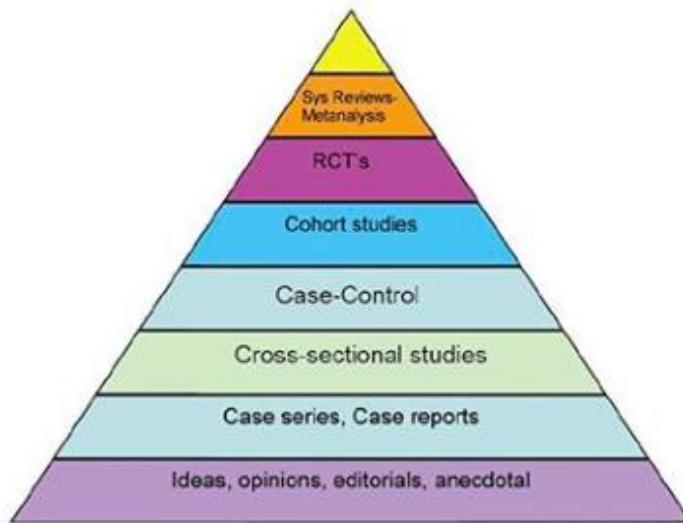 Sys Reviews-
Metanalysis
RCT's
Cohort studies
Case-Control
Cross-sectional studies
Case series, Case reports
Ideas, opinions, editorials, anecdotal